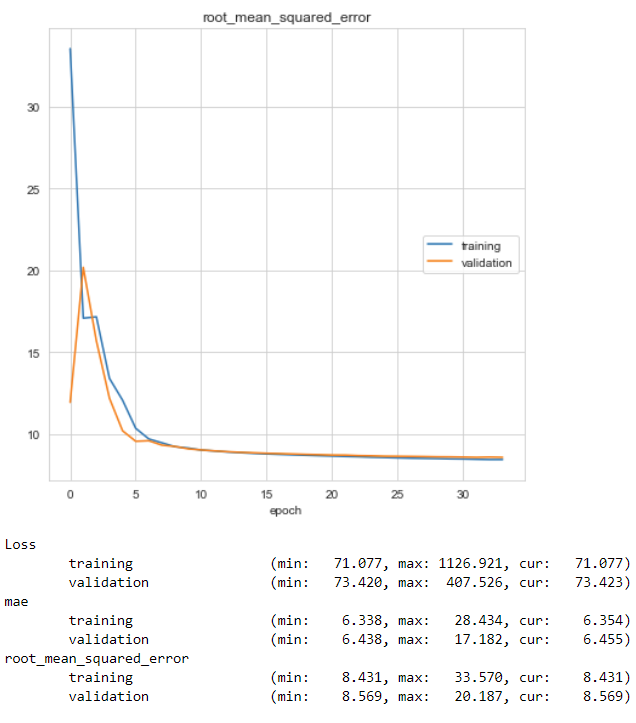 root_mean_squared_error
30
25
20
15
10
training
validation
0 5 10 15 20 25 30
epoch
Loss
training (min: 71.077, max: 1126.921, cur: 71.077)
validation (min: 73.420, max: 407.526, cur: 73.423)
mae
training (min: 6.338, max: 28.434, cur: 6.354)
validation (min: 6.438, max: 17.182, cur: 6.455)
root_mean_squared_error
training (min: 8.431, max: 33.570, cur: 8.431)
validation (min: 8.569, max: 20.187, cur: 8.569)